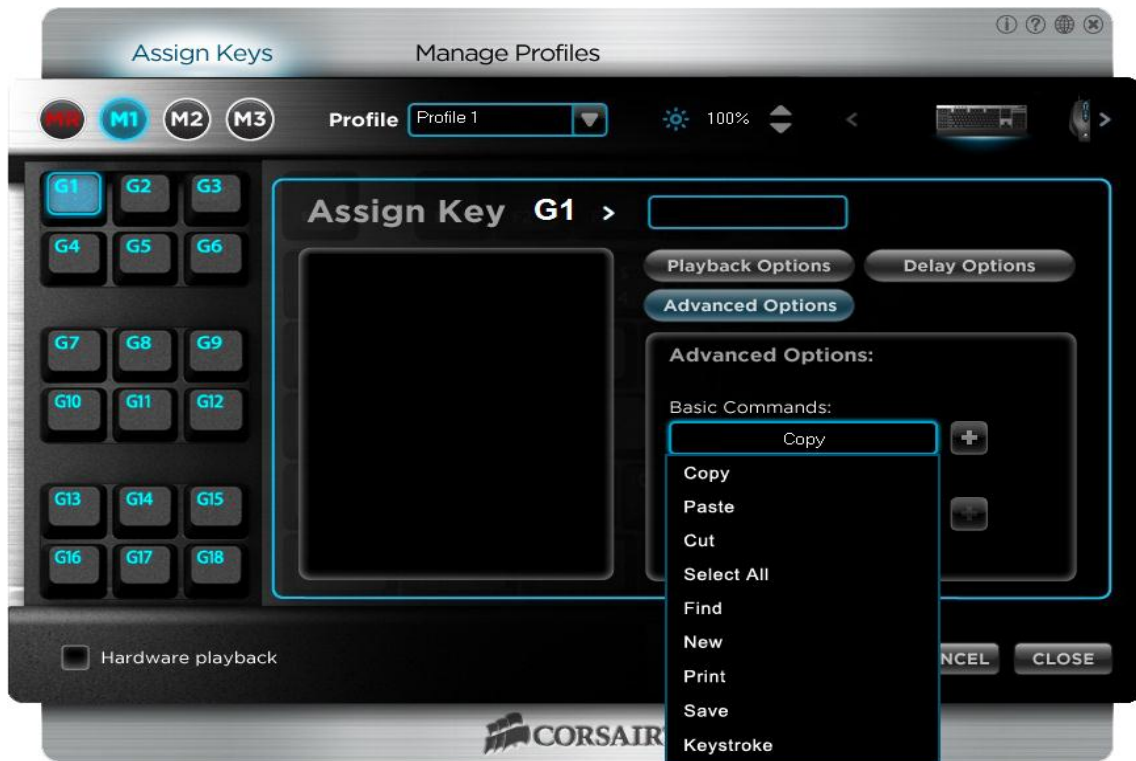 Assign Keys Manage Profiles
MR M1 M2 M3 Profile Profile 1 100% < >
G1 G2 G3
Assign Key G1 >
G4 G5 G6
Playback Options Delay Options
Advanced Options
G7 G8 G9
Advanced Options:
G10 G11 G12
Basic Commands:
Copy
Copy
G13 G14 G15
Paste
Cut
G16 G17 G18
Select All
Find
New
Hardware playback
NCEL CLOSE
Print
Save
CORSAIR
Keystroke